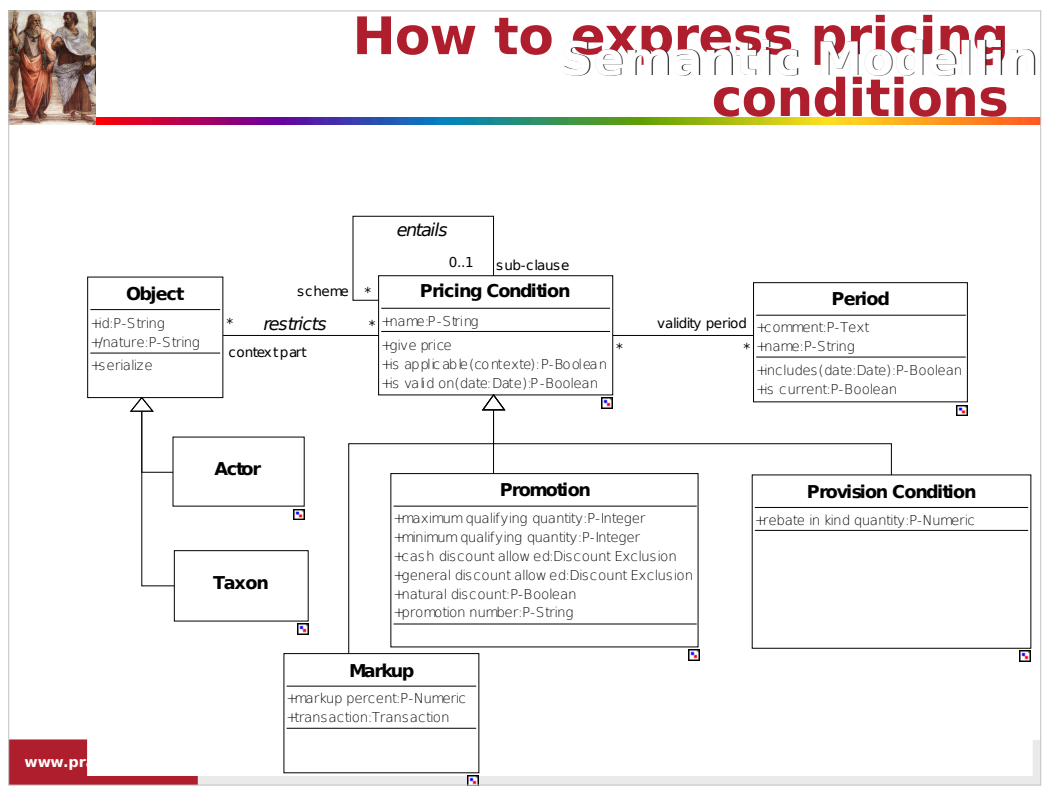 How to express pricing
Semantic Modellin
conditions
entails
0..1
sub-clause
scheme
*
Object
+id:P-String
+/nature:P-String
+serialize
*
restricts
*
context part
Pricing Condition
+name:P-String
+give price
+is applicable(contexte):P-Boolean
+is valid on(date:Date):P-Boolean
validity period
*
*
Period
+comment:P-Text
+name:P-String
+includes(date:Date):P-Boolean
+is current:P-Boolean
Actor
Taxon
Promotion
+maximum qualifying quantity:P-Integer
+minimum qualifying quantity:P-Integer
+cash discount allowed:Discount Exclusion
+general discount allowed:Discount Exclusion
+natural discount:P-Boolean
+promotion number:P-String
Provision Condition
+rebate in kind quantity:P-Numeric
Markup
+markup percent:P-Numeric
+transaction:Transaction
www.pra